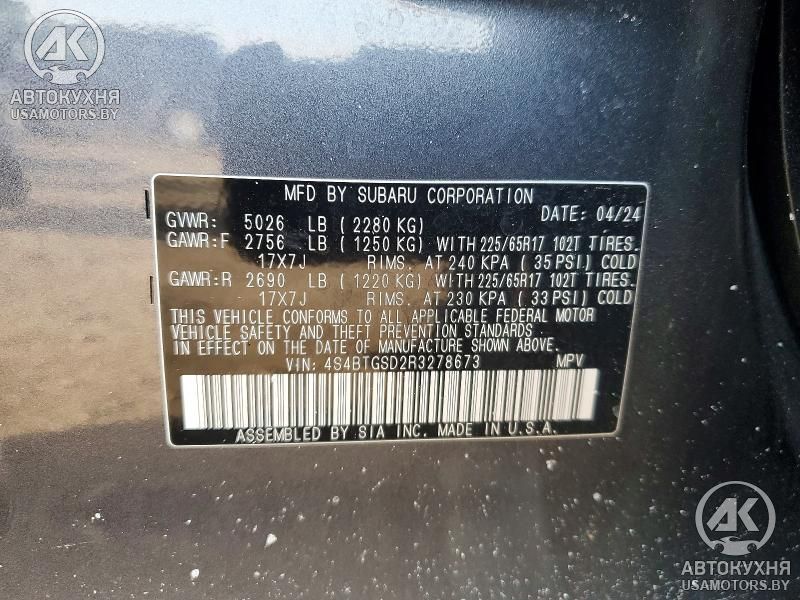 AK
АВТОКУХНЯ
USAMOTORS.BY
MFD BY SUBARU CORPORATION
GVWR: 5026 LB ( 2280 KG) DATE: 04/24
GAWR:F 2756 LB ( 1250 KG) WITH 225/65R17 102T TIRES.
17X7J RIMS. AT 240 KPA ( 35 PSI) COLD
GAWR:R 2690 LB ( 1220 KG) WITH 225/65R17 102T TIRES.
17X7J RIMS. AT 230 KPA ( 33 PSI) COLD
THIS VEHICLE CONFORMS TO ALL APPLICABLE FEDERAL MOTOR
VEHICLE SAFETY AND THEFT PREVENTION STANDARDS
IN EFFECT ON THE DATE OF MANUFACTURE SHOWN ABOVE.
VIN: 4S4BTGSD2R3278673 MPV
ASSEMBLED BY SIA INC. MADE IN U.S.A.
AK
АВТОКУХНЯ
USAMOTORS.BY